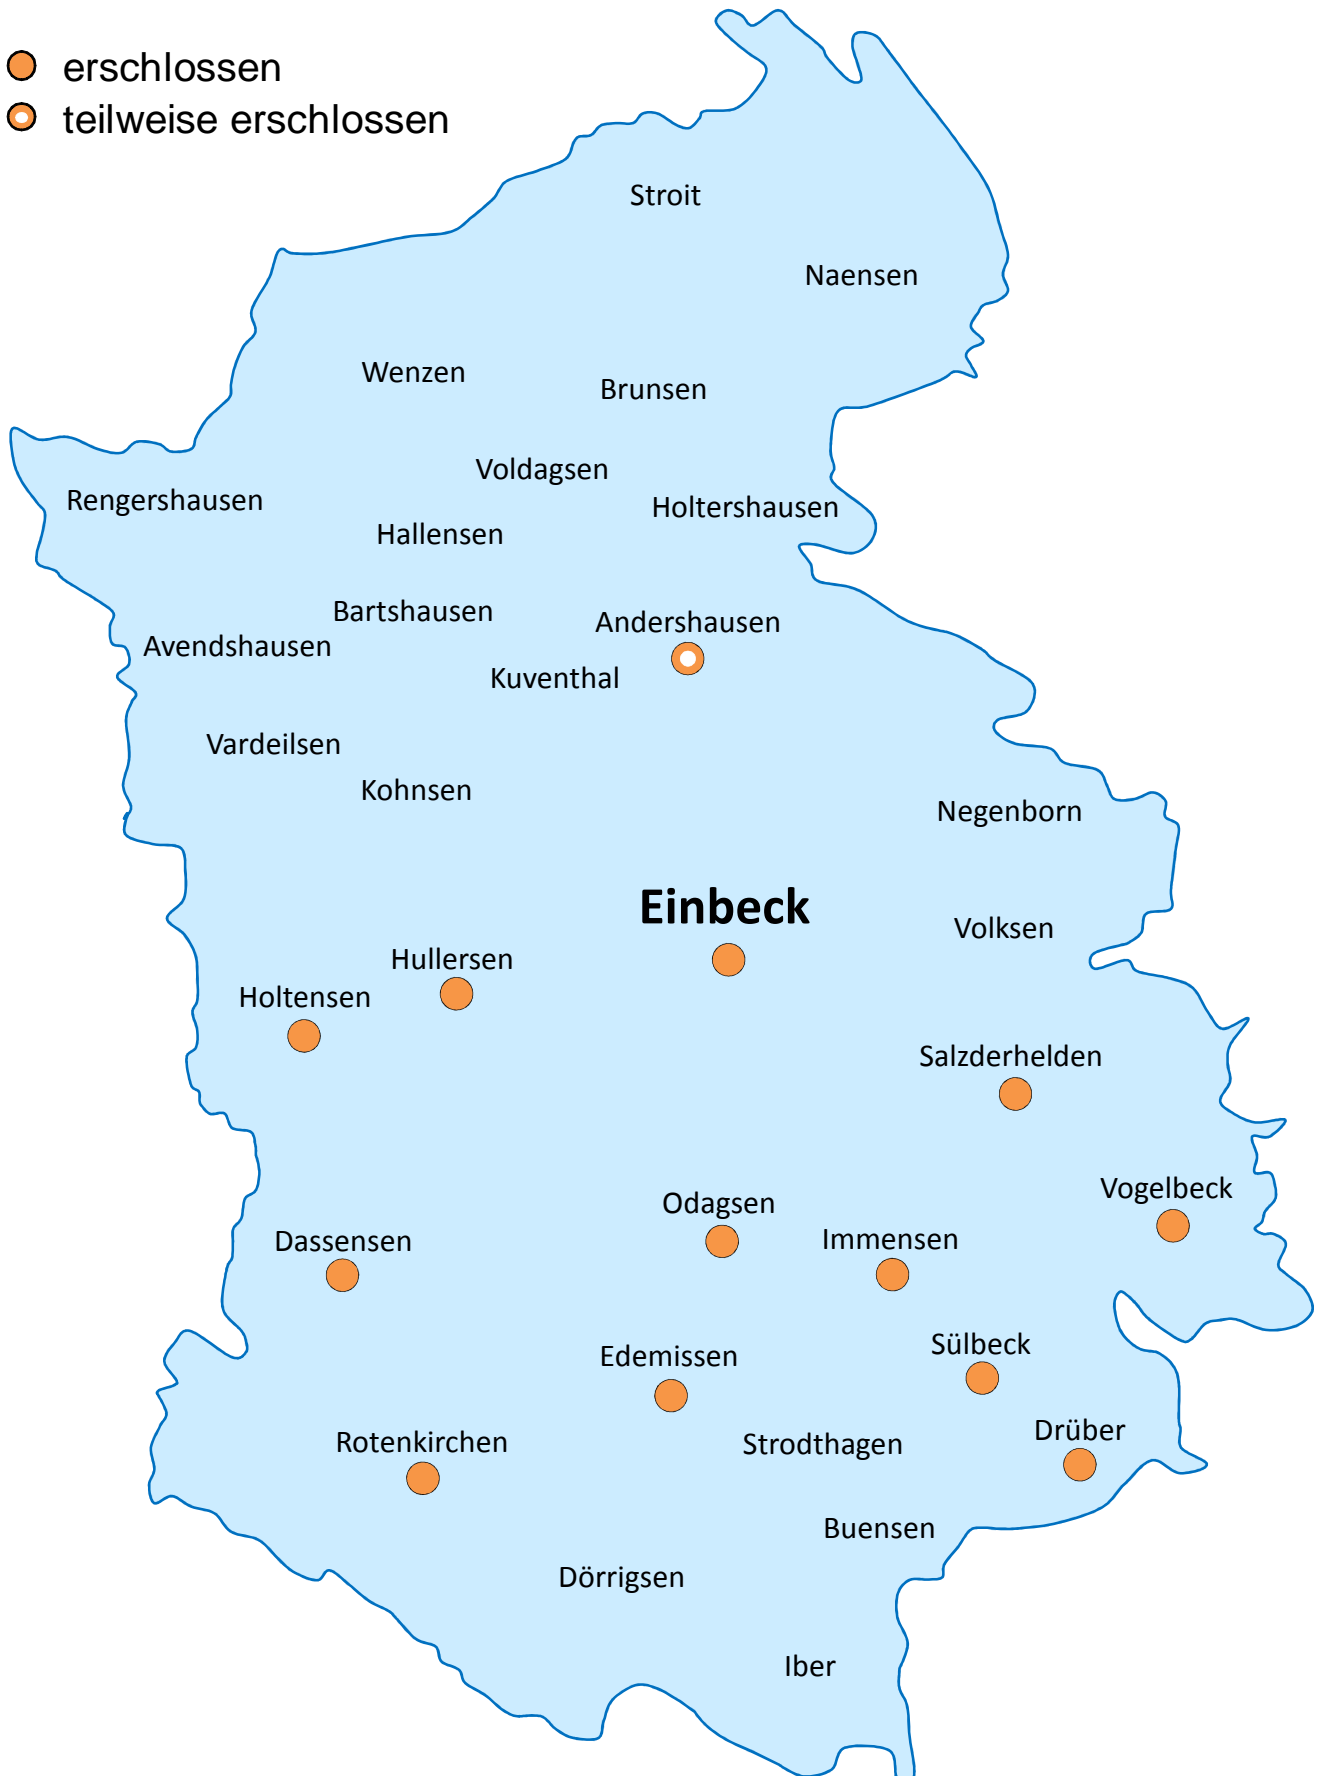 erschlossen
teilweise erschlossen
Stroit
Naensen
Wenzen
Brunsen
Voldagsen
Rengershausen
Holtershausen
Hallensen
Bartshausen
Andershausen
Avendshausen
Kuventhal
Vardeilsen
Kohnsen
Negenborn
Einbeck
Volksen
Hullersen
Holtensen
Salzderhelden
Vogelbeck
Odagsen
Immensen
Dassensen
Sülbeck
Edemissen
Drüber
Rotenkirchen
Strodthagen
Buensen
Dörrigsen
Iber